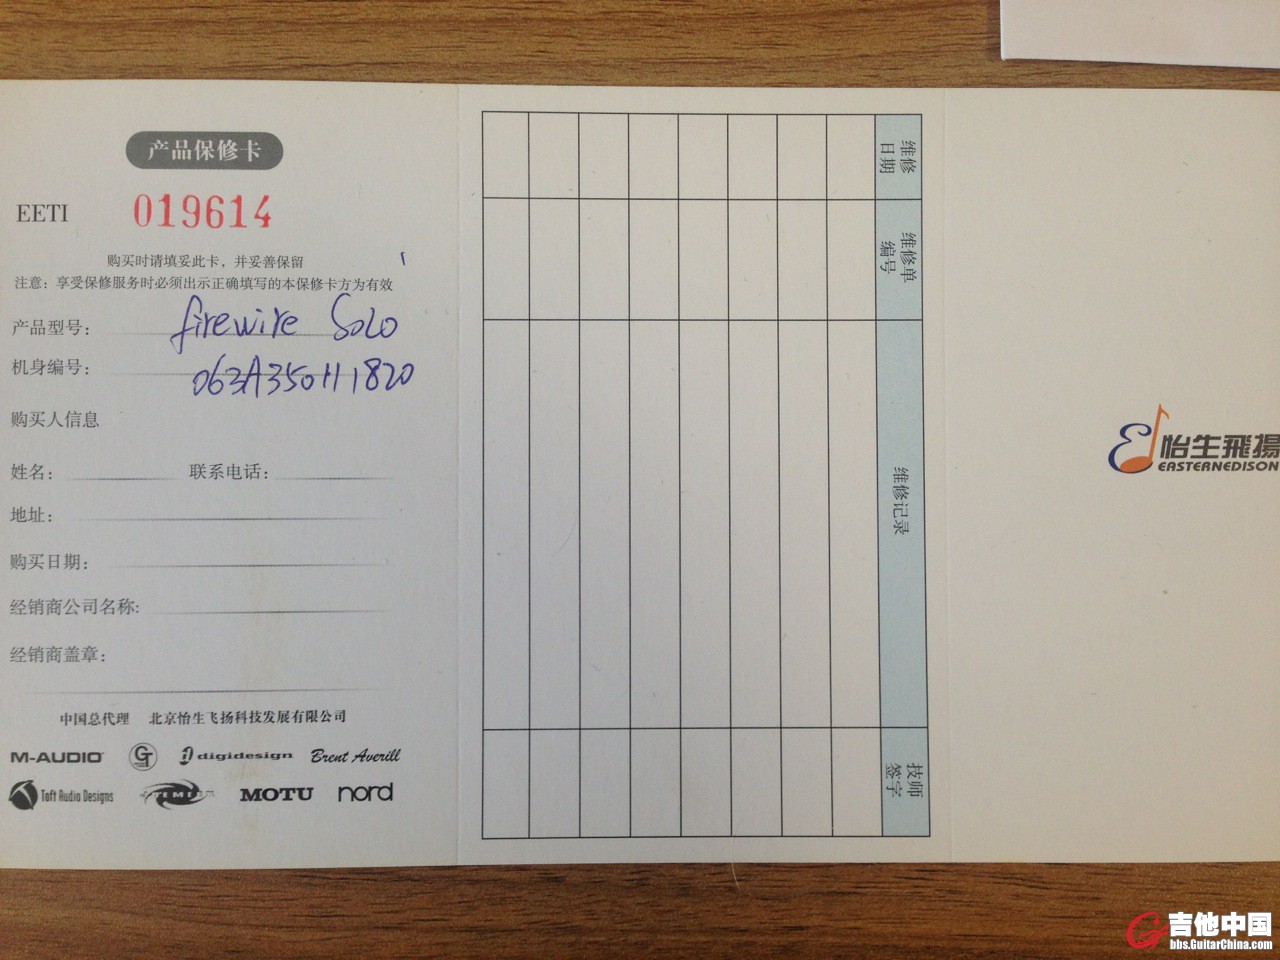 产品保修卡
EETI 019614
购买时请填妥此卡，并妥善保留
注意：享受保修服务时必须出示正确填写的本保修卡方为有效
产品型号： firewire Solo
机身编号： 063A350111820
购买人信息
姓名： 联系电话：
地址：
购买日期：
经销商公司名称:
经销商盖章：
中国总代理 北京怡生飞扬科技发展有限公司
M-AUDIO GT digidesign Brent Averill
Toft Audio Designs MOTU nord
维修日期
维修单编号
维修记录
技师签字
怡生飛揚
EASTERNEDISON
吉他中国
bbs.GuitarChina.com